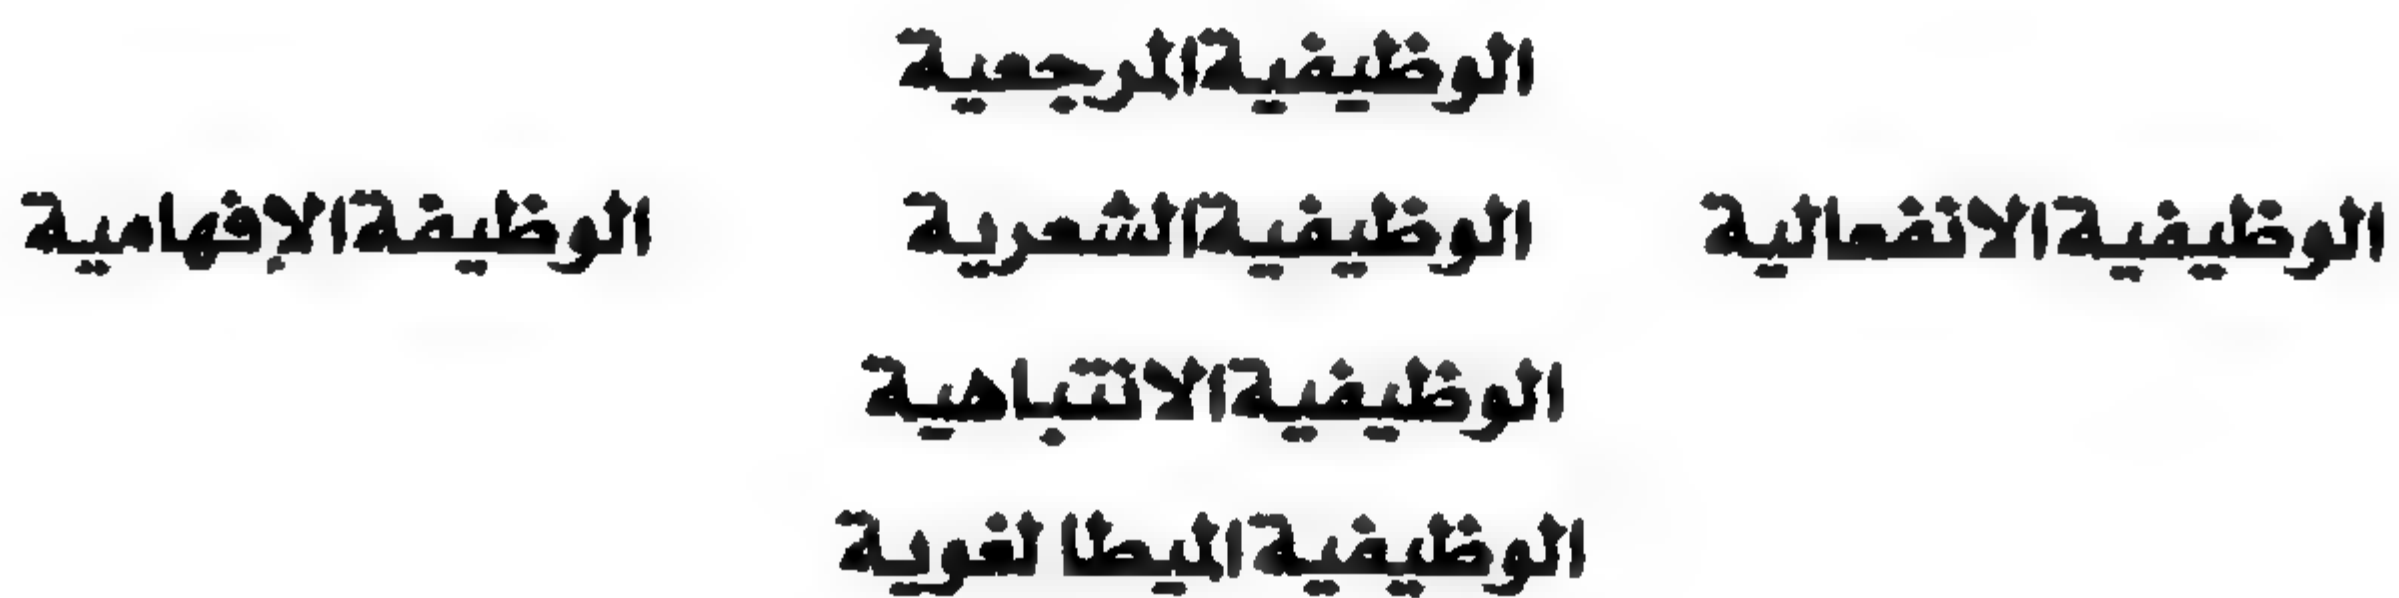 الوظيفية المرجعية
الوظيفية الانفعالية الوظيفية الشعرية الوظيفة الإفهامية
الوظيفية الانتباهية
الوظيفية الميطا لغوية